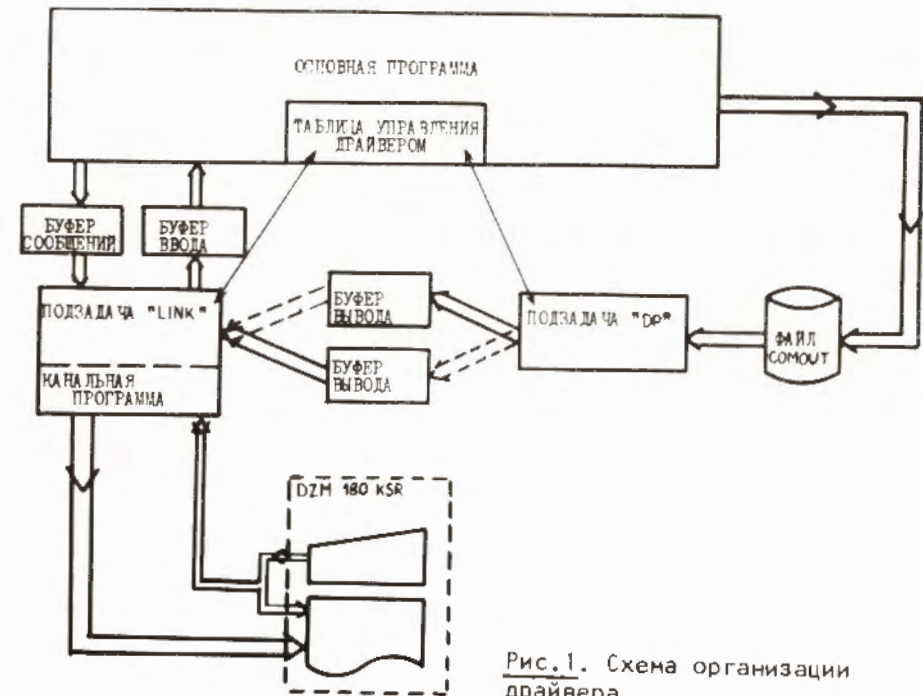 ОСНОВНАЯ ПРОГРАММА
ТАБЛИЦА УПРАВЛЕНИЯ
ДРАЙВЕРОМ
БУФЕР
СООБЩЕНИЙ
БУФЕР
ВВОДА
ПОДЗАДАЧА "LINK"
КАНАЛЬНАЯ
ПРОГРАММА
БУФЕР
ВЫВОДА
БУФЕР
ВЫВОДА
ПОДЗАДАЧА "DP"
ФАЙЛ
COMOUT
DZM 180 KSR
Рис.1. Схема организации
драйвера